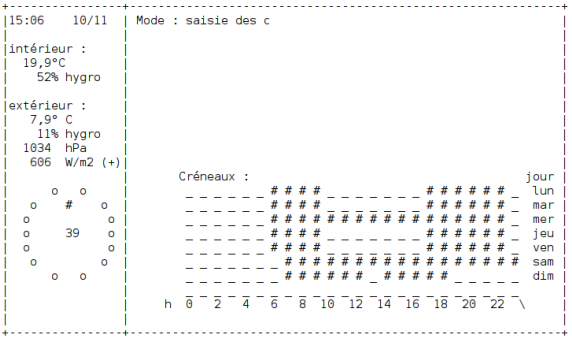 15:06 10/11 Mode : saisie des c
intérieur :
19,9°C
52% hygro
extérieur :
7,9° C
11% hygro
1034 hPa
606 W/m2 (+)
Créneaux : jour
o o _ _ _ _ _ _ # # # # _ _ _ _ _ _ _ # # # # # # _ lun
o # o _ _ _ _ _ _ # # # # _ _ _ _ _ _ _ # # # # # # _ mar
o o _ _ _ _ _ _ # # # # # # # # # # # # # # # # # _ mer
o 39 o _ _ _ _ _ _ # # # # _ _ _ _ _ _ _ # # # # # # _ jeu
o o _ _ _ _ _ _ # # # # _ _ _ _ _ _ _ # # # # # # _ ven
o o _ _ _ _ _ _ _ # # # # # # # # # # # # # # # # # sam
o o _ _ _ _ _ _ _ # # # # # # _ # # # # # _ _ _ _ _ dim
h 0 2 4 6 8 10 12 14 16 18 20 22 \